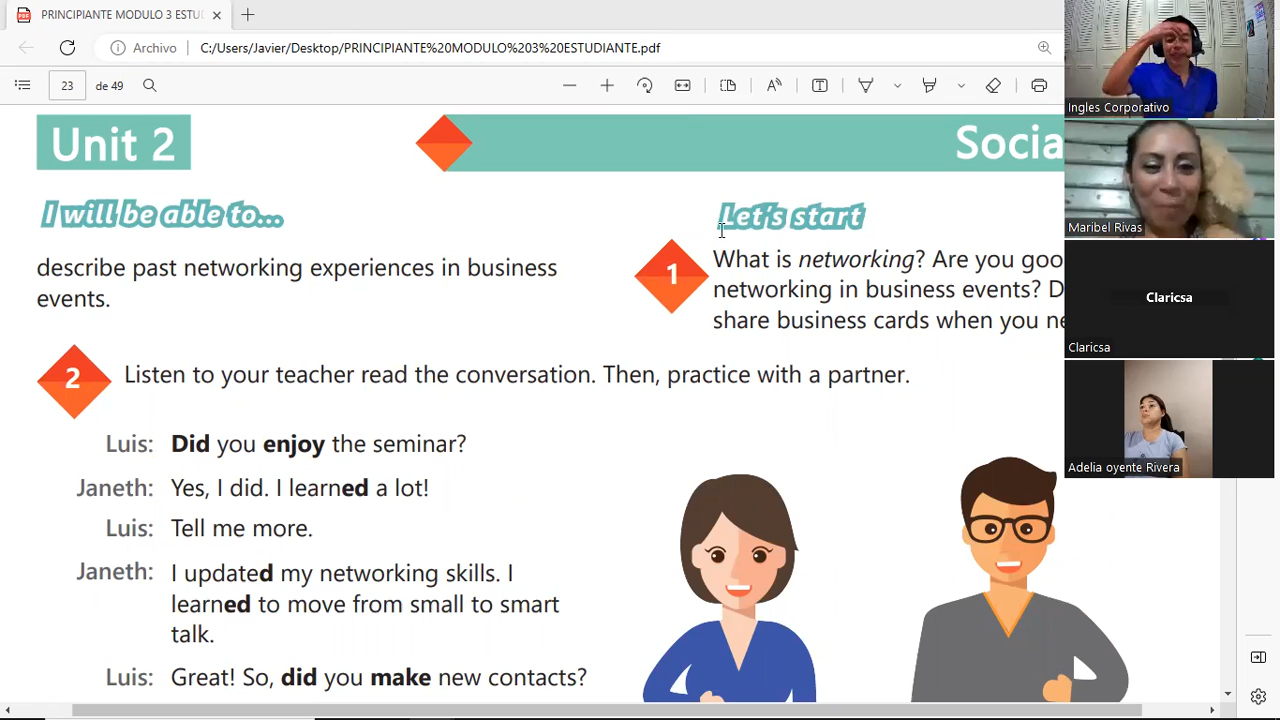 PRINCIPIANTE MODULO 3 ESTU
Archivo
C:/Users/Javier/Desktop/PRINCIPIANTE%20MODULO%203%20ESTUDIANTE.pdf
23 de 49
Unit 2
Socia
I will be able to...
describe past networking experiences in business
events.
Let's start
1
What is networking? Are you goo
networking in business events? D
share business cards when you ne
2
Listen to your teacher read the conversation. Then, practice with a partner.
Luis: Did you enjoy the seminar?
Janeth: Yes, I did. I learned a lot!
Luis: Tell me more.
Janeth: I updated my networking skills. I
learned to move from small to smart
talk.
Luis: Great! So, did you make new contacts?
Ingles Corporativo
Maribel Rivas
Claricsa
Claricsa
Adelia oyente Rivera